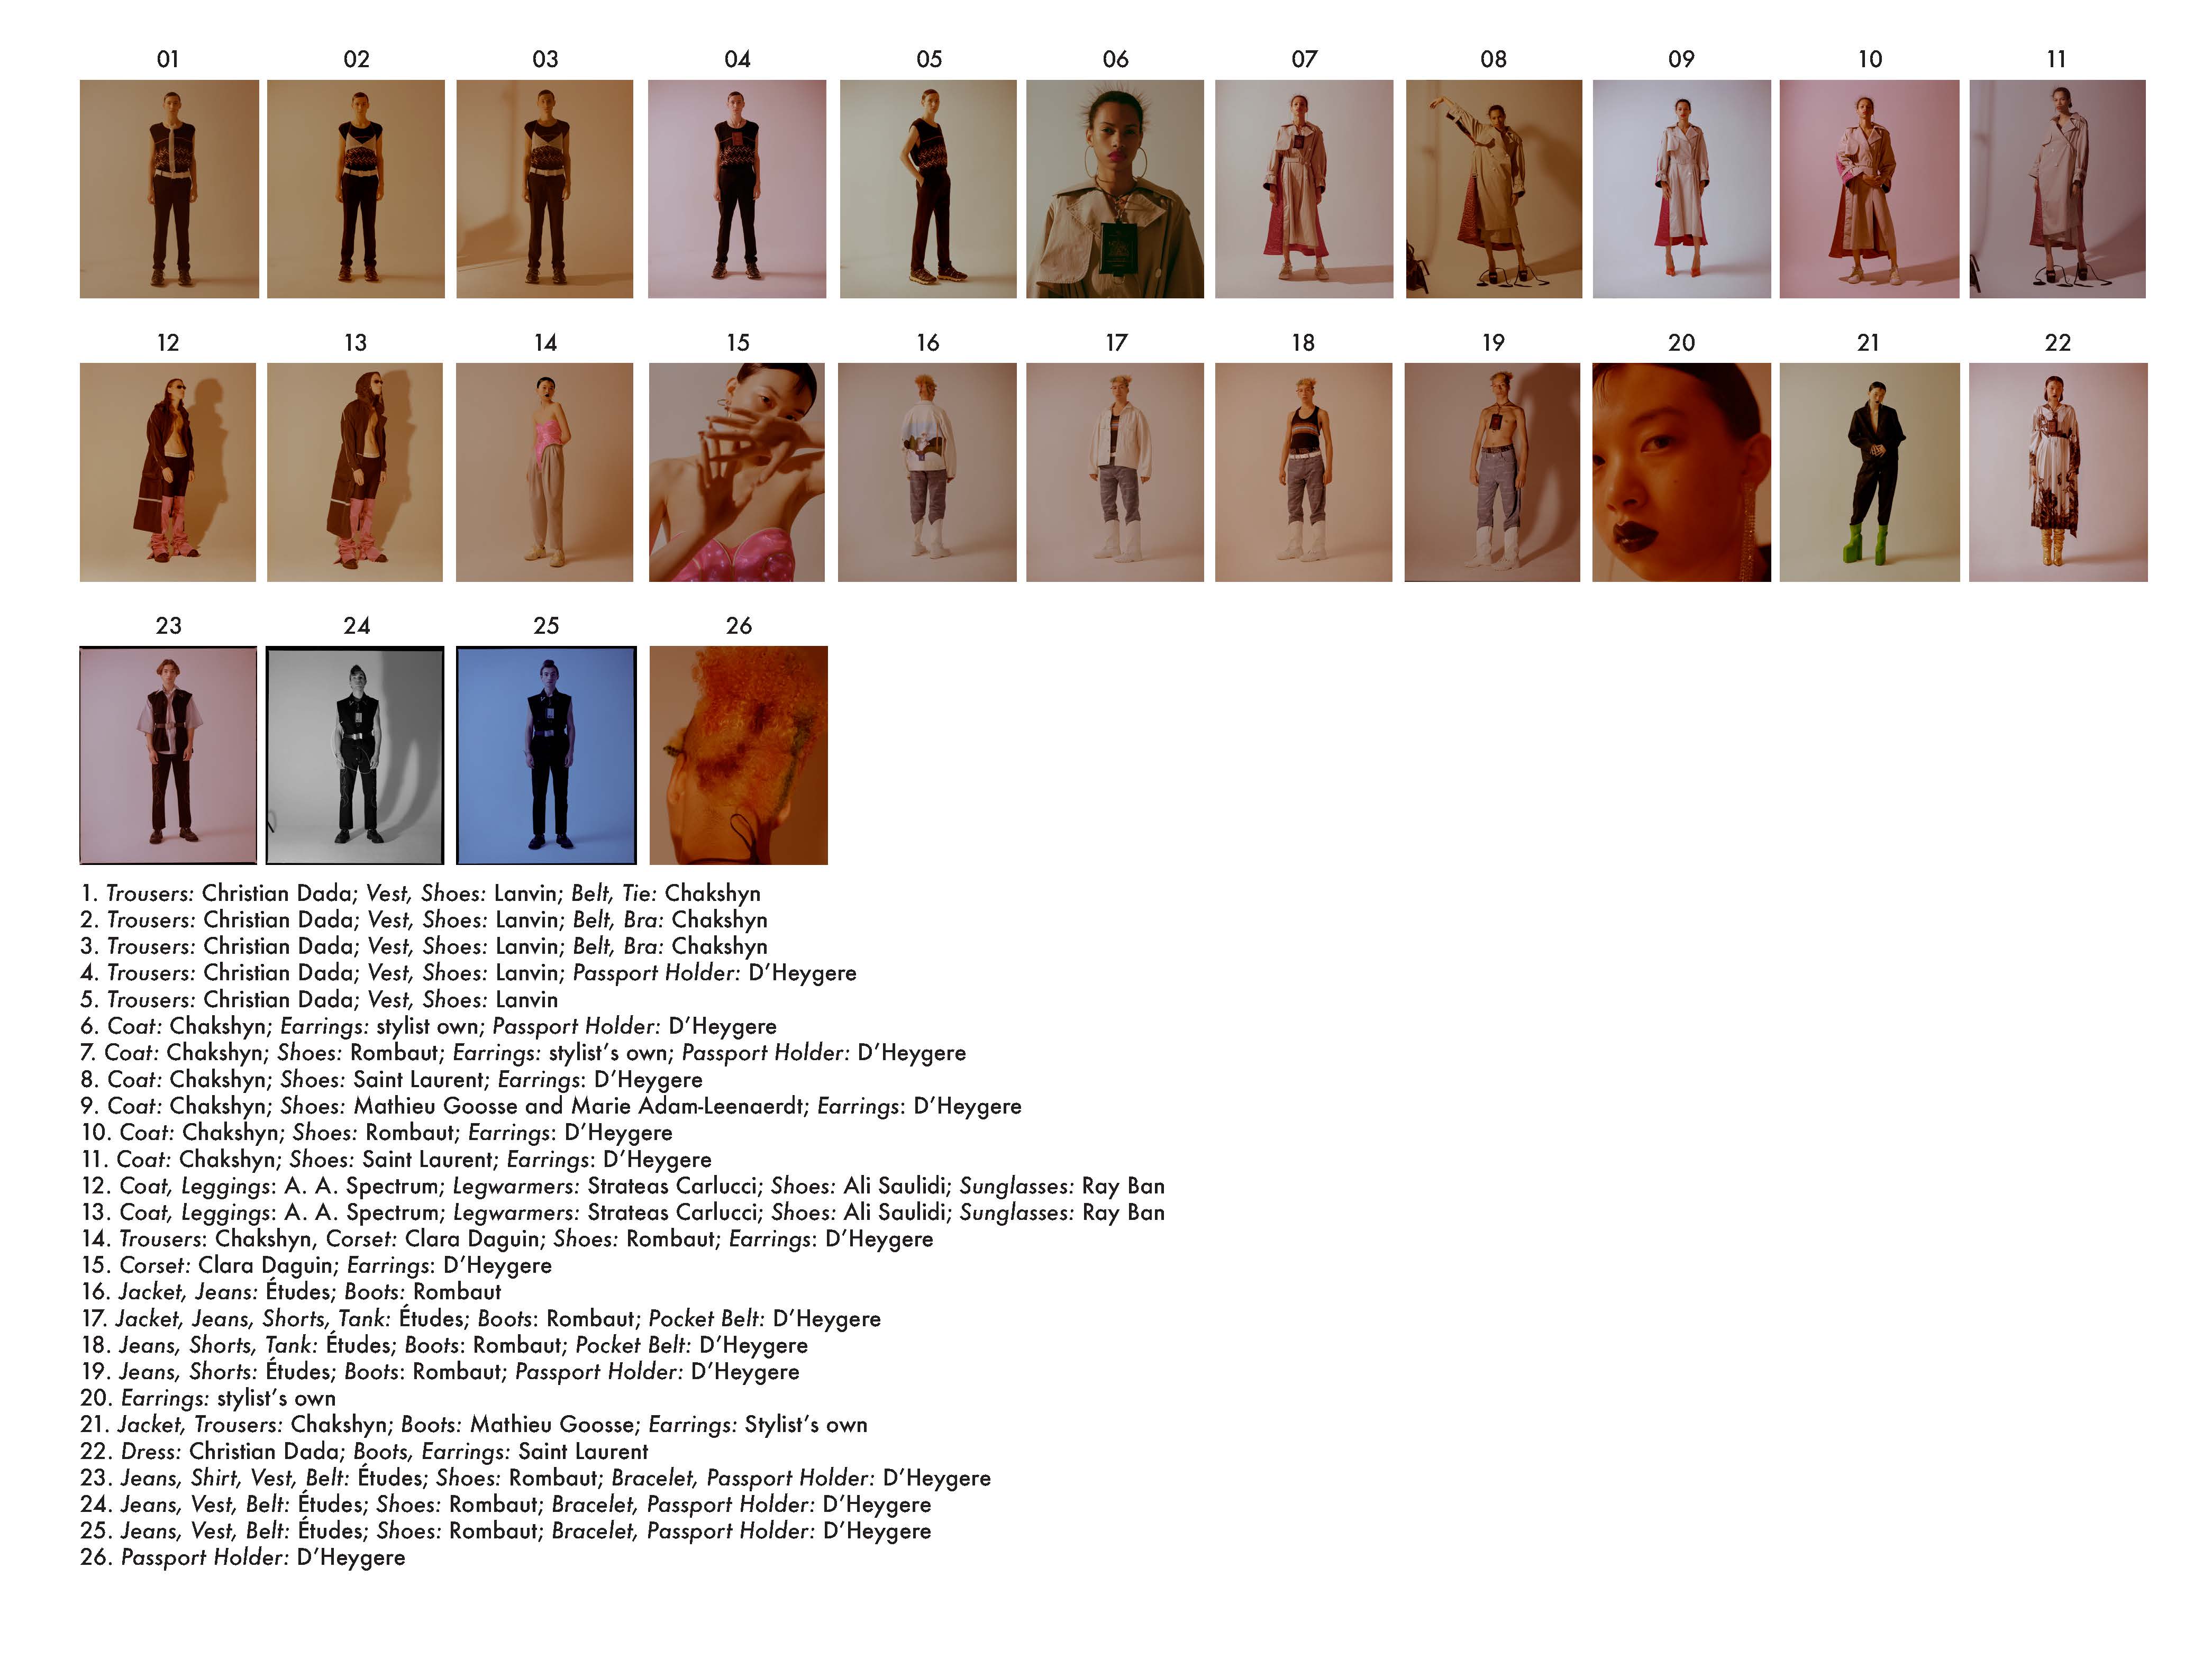 01 02 03 04 05 06 07 08 09 10 11
12 13 14 15 16 17 18 19 20 21 22
23 24 25 26
1. Trousers: Christian Dada; Vest, Shoes: Lanvin; Belt, Tie: Chakshyn
2. Trousers: Christian Dada; Vest, Shoes: Lanvin; Belt, Bra: Chakshyn
3. Trousers: Christian Dada; Vest, Shoes: Lanvin; Belt, Bra: Chakshyn
4. Trousers: Christian Dada; Vest, Shoes: Lanvin; Passport Holder: D’Heygere
5. Trousers: Christian Dada; Vest, Shoes: Lanvin
6. Coat: Chakshyn; Earrings: stylist own; Passport Holder: D’Heygere
7. Coat: Chakshyn; Shoes: Rombaut; Earrings: stylist’s own; Passport Holder: D’Heygere
8. Coat: Chakshyn; Shoes: Saint Laurent; Earrings: D’Heygere
9. Coat: Chakshyn; Shoes: Mathieu Goosse and Marie Adam-Leenaerdt; Earrings: D’Heygere
10. Coat: Chakshyn; Shoes: Rombaut; Earrings: D’Heygere
11. Coat: Chakshyn; Shoes: Saint Laurent; Earrings: D’Heygere
12. Coat, Leggings: A. A. Spectrum; Legwarmers: Strateas Carlucci; Shoes: Ali Saulidi; Sunglasses: Ray Ban
13. Coat, Leggings: A. A. Spectrum; Legwarmers: Strateas Carlucci; Shoes: Ali Saulidi; Sunglasses: Ray Ban
14. Trousers: Chakshyn, Corset: Clara Daguin; Shoes: Rombaut; Earrings: D’Heygere
15. Corset: Clara Daguin; Earrings: D’Heygere
16. Jacket, Jeans: Études; Boots: Rombaut
17. Jacket, Jeans, Shorts, Tank: Études; Boots: Rombaut; Pocket Belt: D’Heygere
18. Jeans, Shorts, Tank: Études; Boots: Rombaut; Pocket Belt: D’Heygere
19. Jeans, Shorts: Études; Boots: Rombaut; Passport Holder: D’Heygere
20. Earrings: stylist’s own
21. Jacket, Trousers: Chakshyn; Boots: Mathieu Goosse; Earrings: Stylist’s own
22. Dress: Christian Dada; Boots, Earrings: Saint Laurent
23. Jeans, Shirt, Vest, Belt: Études; Shoes: Rombaut; Bracelet, Passport Holder: D’Heygere
24. Jeans, Vest, Belt: Études; Shoes: Rombaut; Bracelet, Passport Holder: D’Heygere
25. Jeans, Vest, Belt: Études; Shoes: Rombaut; Bracelet, Passport Holder: D’Heygere
26. Passport Holder: D’Heygere